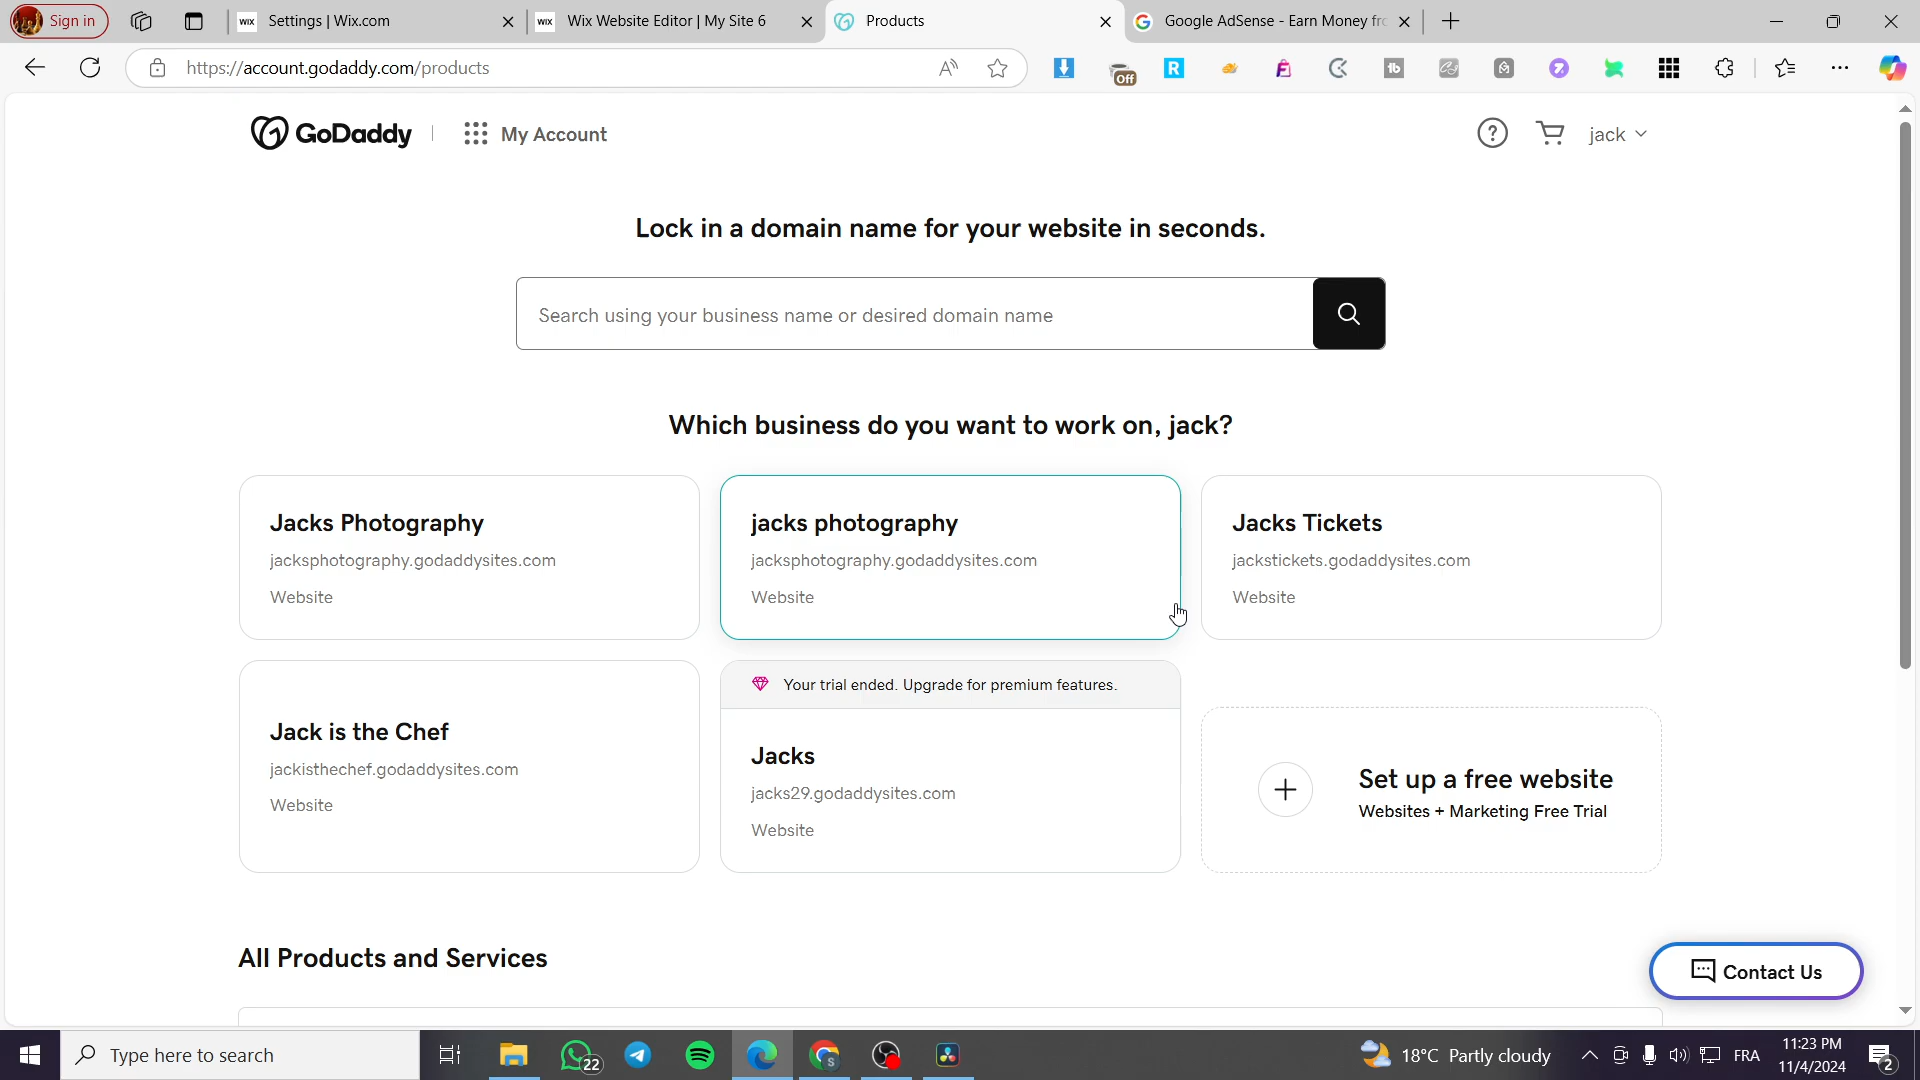 Sign in
WIX Settings | Wix.com
WIX Wix Website Editor | My Site 6
Products
Google AdSense - Earn Money fr
https://account.godaddy.com/products
Off
GoDaddy
My Account
jack
Lock in a domain name for your website in seconds.
Search using your business name or desired domain name
Which business do you want to work on, jack?
Jacks Photography
jacksphotography.godaddysites.com
Website
jacks photography
jacksphotography.godaddysites.com
Website
Jacks Tickets
jackstickets.godaddysites.com
Website
Jack is the Chef
jackisthechef.godaddysites.com
Website
Your trial ended. Upgrade for premium features.
Jacks
jacks29.godaddysites.com
Website
Set up a free website
Websites + Marketing Free Trial
All Products and Services
Contact Us
Type here to search
22
18°C Partly cloudy
FRA
11:23 PM
11/4/2024
2